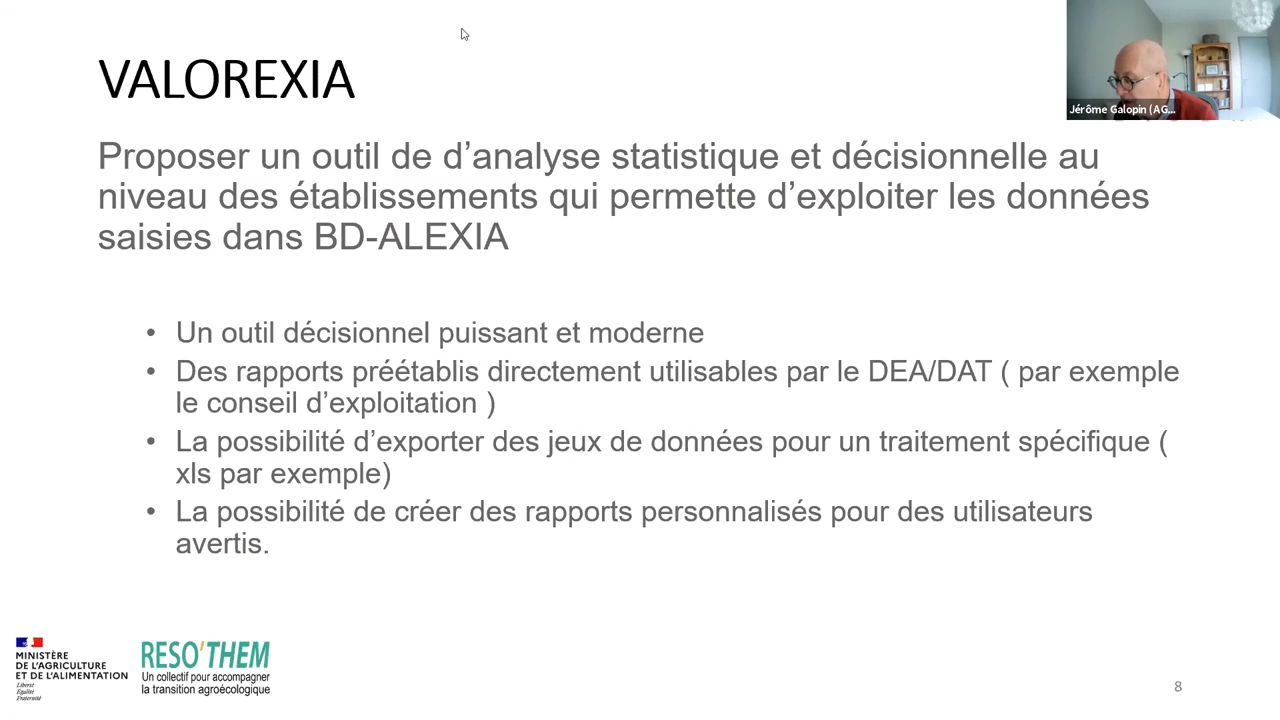 VALOREXIA
Jérôme Galopin (AG...
Proposer un outil de d’analyse statistique et décisionnelle au
niveau des établissements qui permette d’exploiter les données
saisies dans BD-ALEXIA
• Un outil décisionnel puissant et moderne
• Des rapports préétablis directement utilisables par le DEA/DAT ( par exemple
le conseil d’exploitation )
• La possibilité d’exporter des jeux de données pour un traitement spécifique (
xls par exemple)
• La possibilité de créer des rapports personnalisés pour des utilisateurs
avertis.
MINISTÈRE
DE L’AGRICULTURE
ET DE L’ALIMENTATION
Liberté
Égalité
Fraternité
RESO’THEM
Un collectif pour accompagner
la transition agroécologique
8